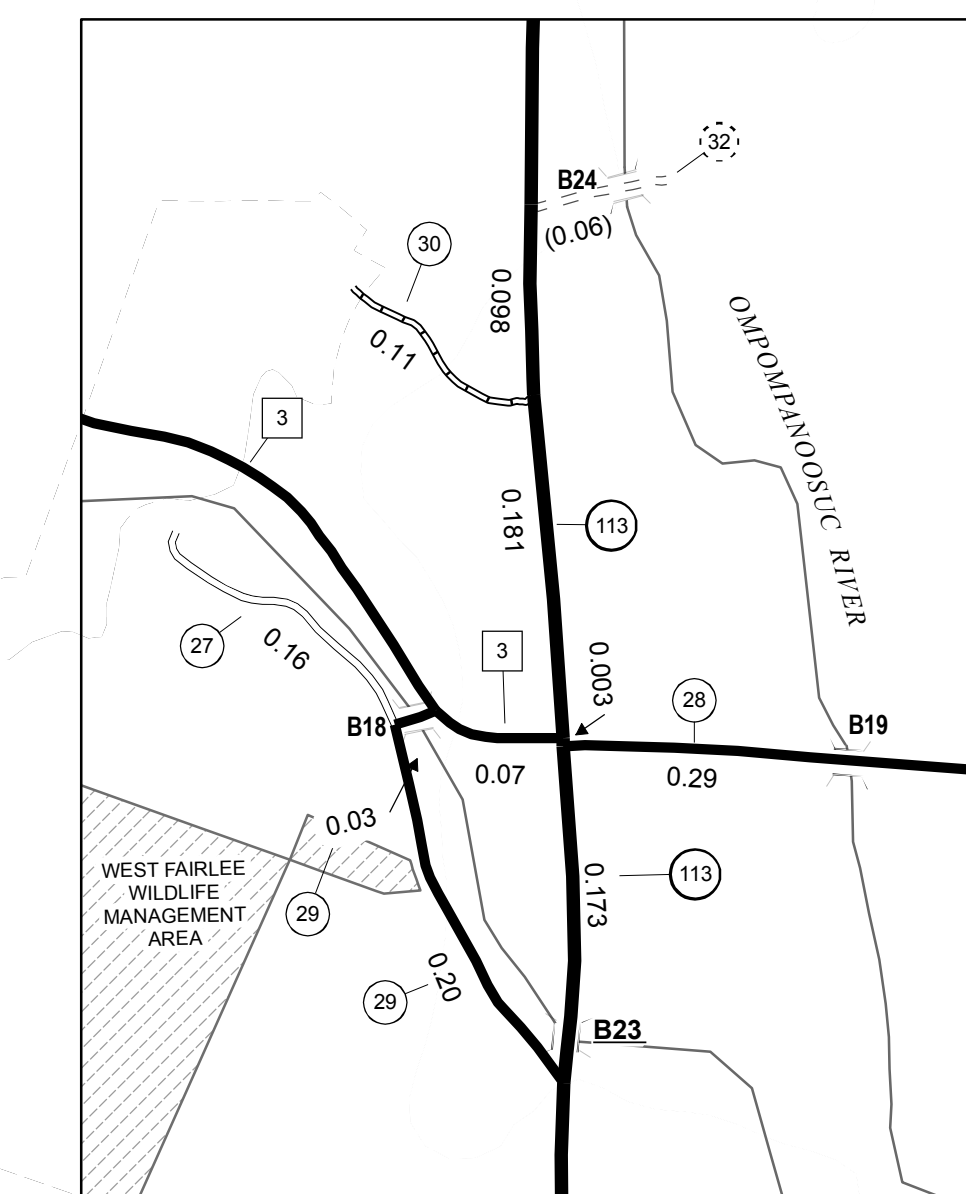 32
B24
(0.06)
30
0.098
0.11
OMPOMPANOOSUC RIVER
3
0.181
113
27
0.16
3
0.003
28
B18
B19
0.07
0.29
0.03
WEST FAIRLEE
WILDLIFE
MANAGEMENT
AREA
113
0.173
29
0.20
29
B23